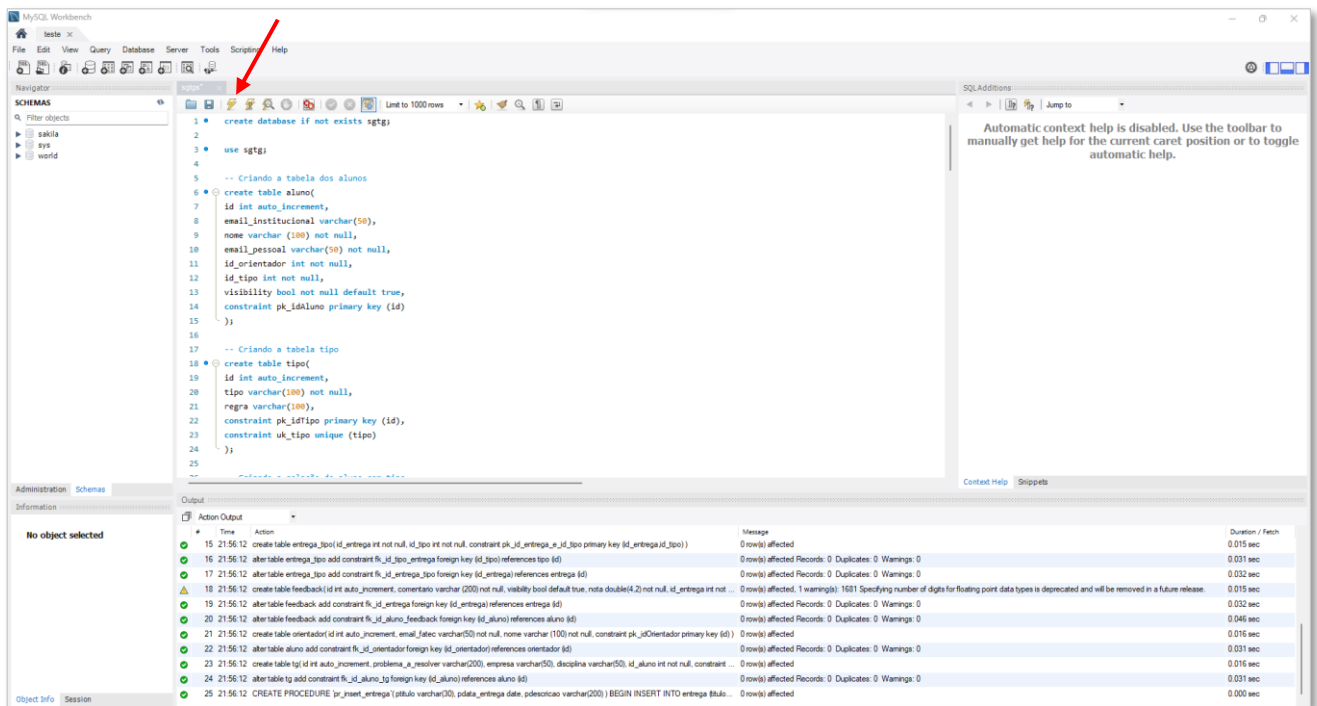 MySQL Workbench
teste
File Edit View Query Database Server Tools Scripting Help
Navigator
SCHEMAS
Filter objects
sakila
sys
world
Administration Schemas
Information
No object selected
Object Info Session
Limit to 1000 rows
1 create database if not exists sgtg;
2
3 use sgtg;
4
5 -- Criando a tabela dos alunos
6 create table aluno(
7 id int auto_increment,
8 email_institucional varchar(50),
9 nome varchar (100) not null,
10 email_pessoal varchar(50) not null,
11 id_orientador int not null,
12 id_tipo int not null,
13 visibility bool not null default true,
14 constraint pk_idAluno primary key (id)
15 );
16
17 -- Criando a tabela tipo
18 create table tipo(
19 id int auto_increment,
20 tipo varchar(100) not null,
21 regra varchar(100),
22 constraint pk_idTipo primary key (id),
23 constraint uk_tipo unique (tipo)
24 );
25
SQLAdditions
Jump to
Automatic context help is disabled. Use the toolbar to
manually get help for the current caret position or to toggle
automatic help.
Context Help Snippets
Output
Action Output
# Time Action Message Duration / Fetch
15 21:56:12 create table entrega_tipo( id_entrega int not null, id_tipo int not null, constraint pk_id_entrega_e_id_tipo primary key (id_entrega,id_tipo) ) 0 row(s) affected 0.015 sec
16 21:56:12 alter table entrega_tipo add constraint fk_id_tipo_entrega foreign key (id_tipo) references tipo (id) 0 row(s) affected Records: 0 Duplicates: 0 Warnings: 0 0.031 sec
17 21:56:12 alter table entrega_tipo add constraint fk_id_entrega_tipo foreign key (id_entrega) references entrega (id) 0 row(s) affected Records: 0 Duplicates: 0 Warnings: 0 0.032 sec
18 21:56:12 create table feedback( id int auto_increment, comentario varchar (200) not null, visibility bool default true, nota double(4,2) not null, id_entrega int not ... 0 row(s) affected, 1 warning(s): 1681 Specifying number of digits for floating point data types is deprecated and will be removed in a future release. 0.015 sec
19 21:56:12 alter table feedback add constraint fk_id_entrega foreign key (id_entrega) references entrega (id) 0 row(s) affected Records: 0 Duplicates: 0 Warnings: 0 0.032 sec
20 21:56:12 alter table feedback add constraint fk_id_aluno_feedback foreign key (id_aluno) references aluno (id) 0 row(s) affected Records: 0 Duplicates: 0 Warnings: 0 0.046 sec
21 21:56:12 create table orientador( id int auto_increment, email_fatec varchar(50) not null, nome varchar (100) not null, constraint pk_idOrientador primary key (id) ) 0 row(s) affected 0.016 sec
22 21:56:12 alter table aluno add constraint fk_id_orientador foreign key (id_orientador) references orientador (id) 0 row(s) affected Records: 0 Duplicates: 0 Warnings: 0 0.031 sec
23 21:56:12 create table tg( id int auto_increment, problema_a_resolver varchar(200), empresa varchar(50), disciplina varchar(50), id_aluno int not null, constraint ... 0 row(s) affected 0.016 sec
24 21:56:12 alter table tg add constraint fk_id_aluno_tg foreign key (id_aluno) references aluno (id) 0 row(s) affected Records: 0 Duplicates: 0 Warnings: 0 0.031 sec
25 21:56:12 CREATE PROCEDURE `pr_insert_entrega`( ptitulo varchar(30), pdata_entrega date, pdescricao varchar(200) ) BEGIN INSERT INTO entrega (titulo... 0 row(s) affected 0.000 sec